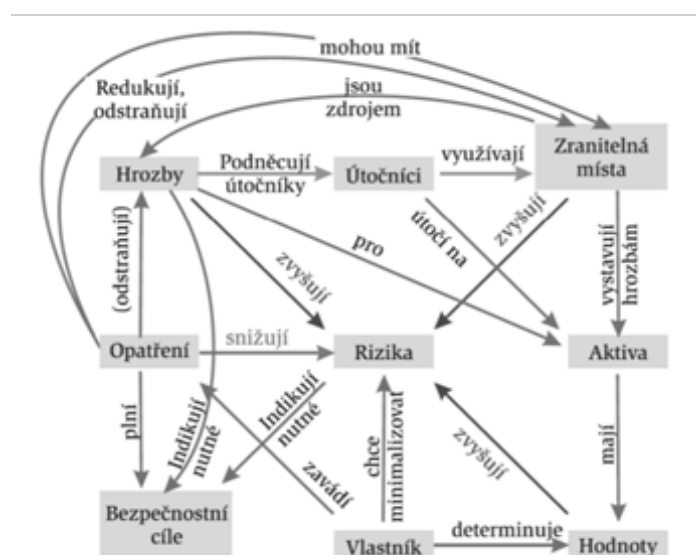 mohou mít
Redukují,
odstraňují
jsou
zdrojem
Hrozby
Podněcují
útočníky
Útočníci
využívají
Zranitelná
místa
(odstraňují)
zvyšují
pro
útočí na
zvyšují
vystavují
hrozbám
Opatření
snižují
Rizika
Aktiva
plní
Indikují
nutné
Indikují
nutné
zavádí
chce
minimalizovat
zvyšují
mají
Bezpečnostní
cíle
Vlastník
determinuje
Hodnoty